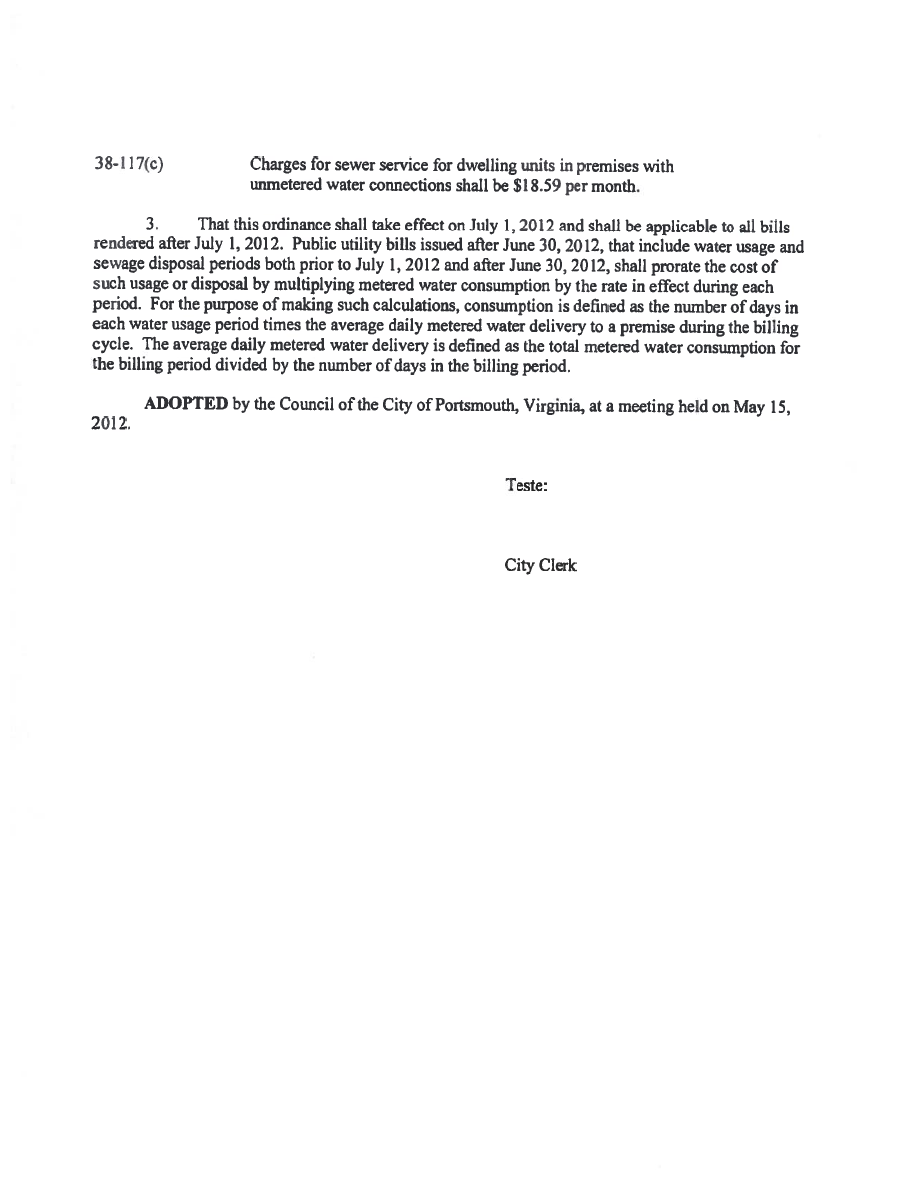 38-117(c) Charges for sewer service for dwelling units in premises with
unmetered water connections shall be $18.59 per month.
3. That this ordinance shall take effect on July 1, 2012 and shall be applicable to all bills
rendered after July 1, 2012. Public utility bills issued after June 30, 2012, that include water usage and
sewage disposal periods both prior to July 1, 2012 and after June 30, 2012, shall prorate the cost of
such usage or disposal by multiplying metered water consumption by the rate in effect during each
period. For the purpose of making such calculations, consumption is defined as the number of days in
each water usage period times the average daily metered water delivery to a premise during the billing
cycle. The average daily metered water delivery is defined as the total metered water consumption for
the billing period divided by the number of days in the billing period.
ADOPTED by the Council of the City of Portsmouth, Virginia, at a meeting held on May 15,
2012.
Teste:
City Clerk